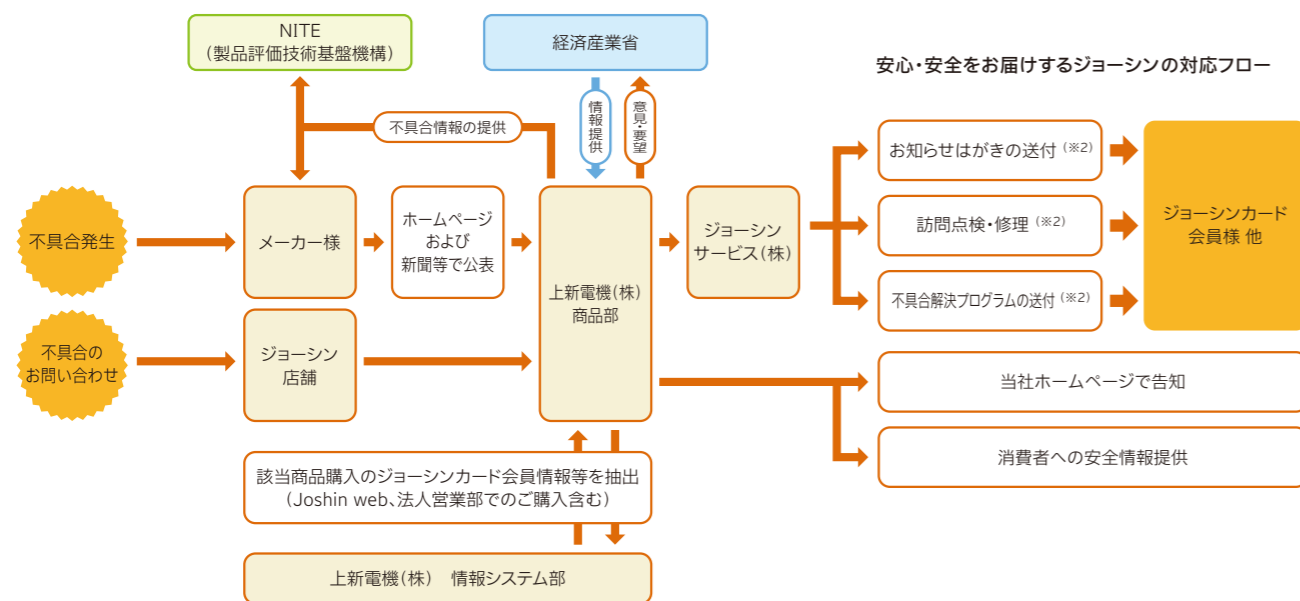 NITE
（製品評価技術基盤機構）
経済産業省
安心・安全をお届けするジョーシンの対応フロー
不具合情報の提供
情報提供
意見・要望
お知らせはがきの送付（※2）
不具合発生
メーカー様
ホームページ
および
新聞等で公表
上新電機（株）
商品部
ジョーシン
サービス（株）
訪問点検・修理（※2）
ジョーシンカード
会員様 他
不具合解決プログラムの送付（※2）
不具合の
お問い合わせ
ジョーシン
店舗
当社ホームページで告知
消費者への安全情報提供
該当商品購入のジョーシンカード会員情報等を抽出
（Joshin web、法人営業部でのご購入含む）
上新電機（株）　情報システム部